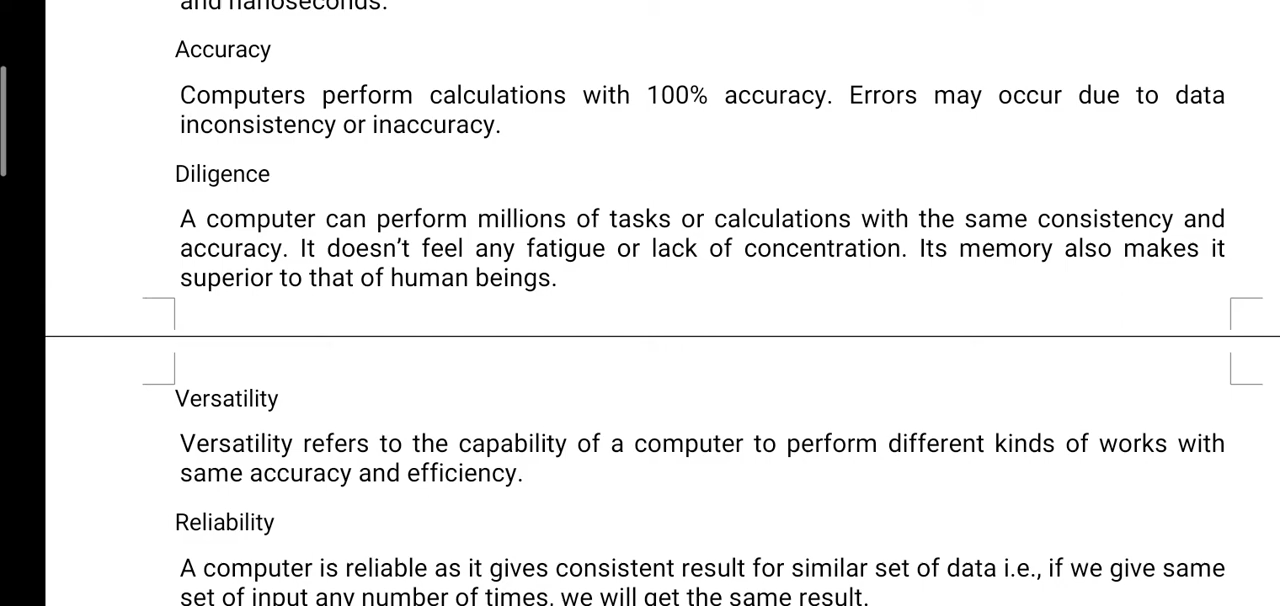 and nanoseconds.
Accuracy
Computers perform calculations with 100% accuracy. Errors may occur due to data
inconsistency or inaccuracy.
Diligence
A computer can perform millions of tasks or calculations with the same consistency and
accuracy. It doesn’t feel any fatigue or lack of concentration. Its memory also makes it
superior to that of human beings.
Versatility
Versatility refers to the capability of a computer to perform different kinds of works with
same accuracy and efficiency.
Reliability
A computer is reliable as it gives consistent result for similar set of data i.e., if we give same
set of input any number of times, we will get the same result.